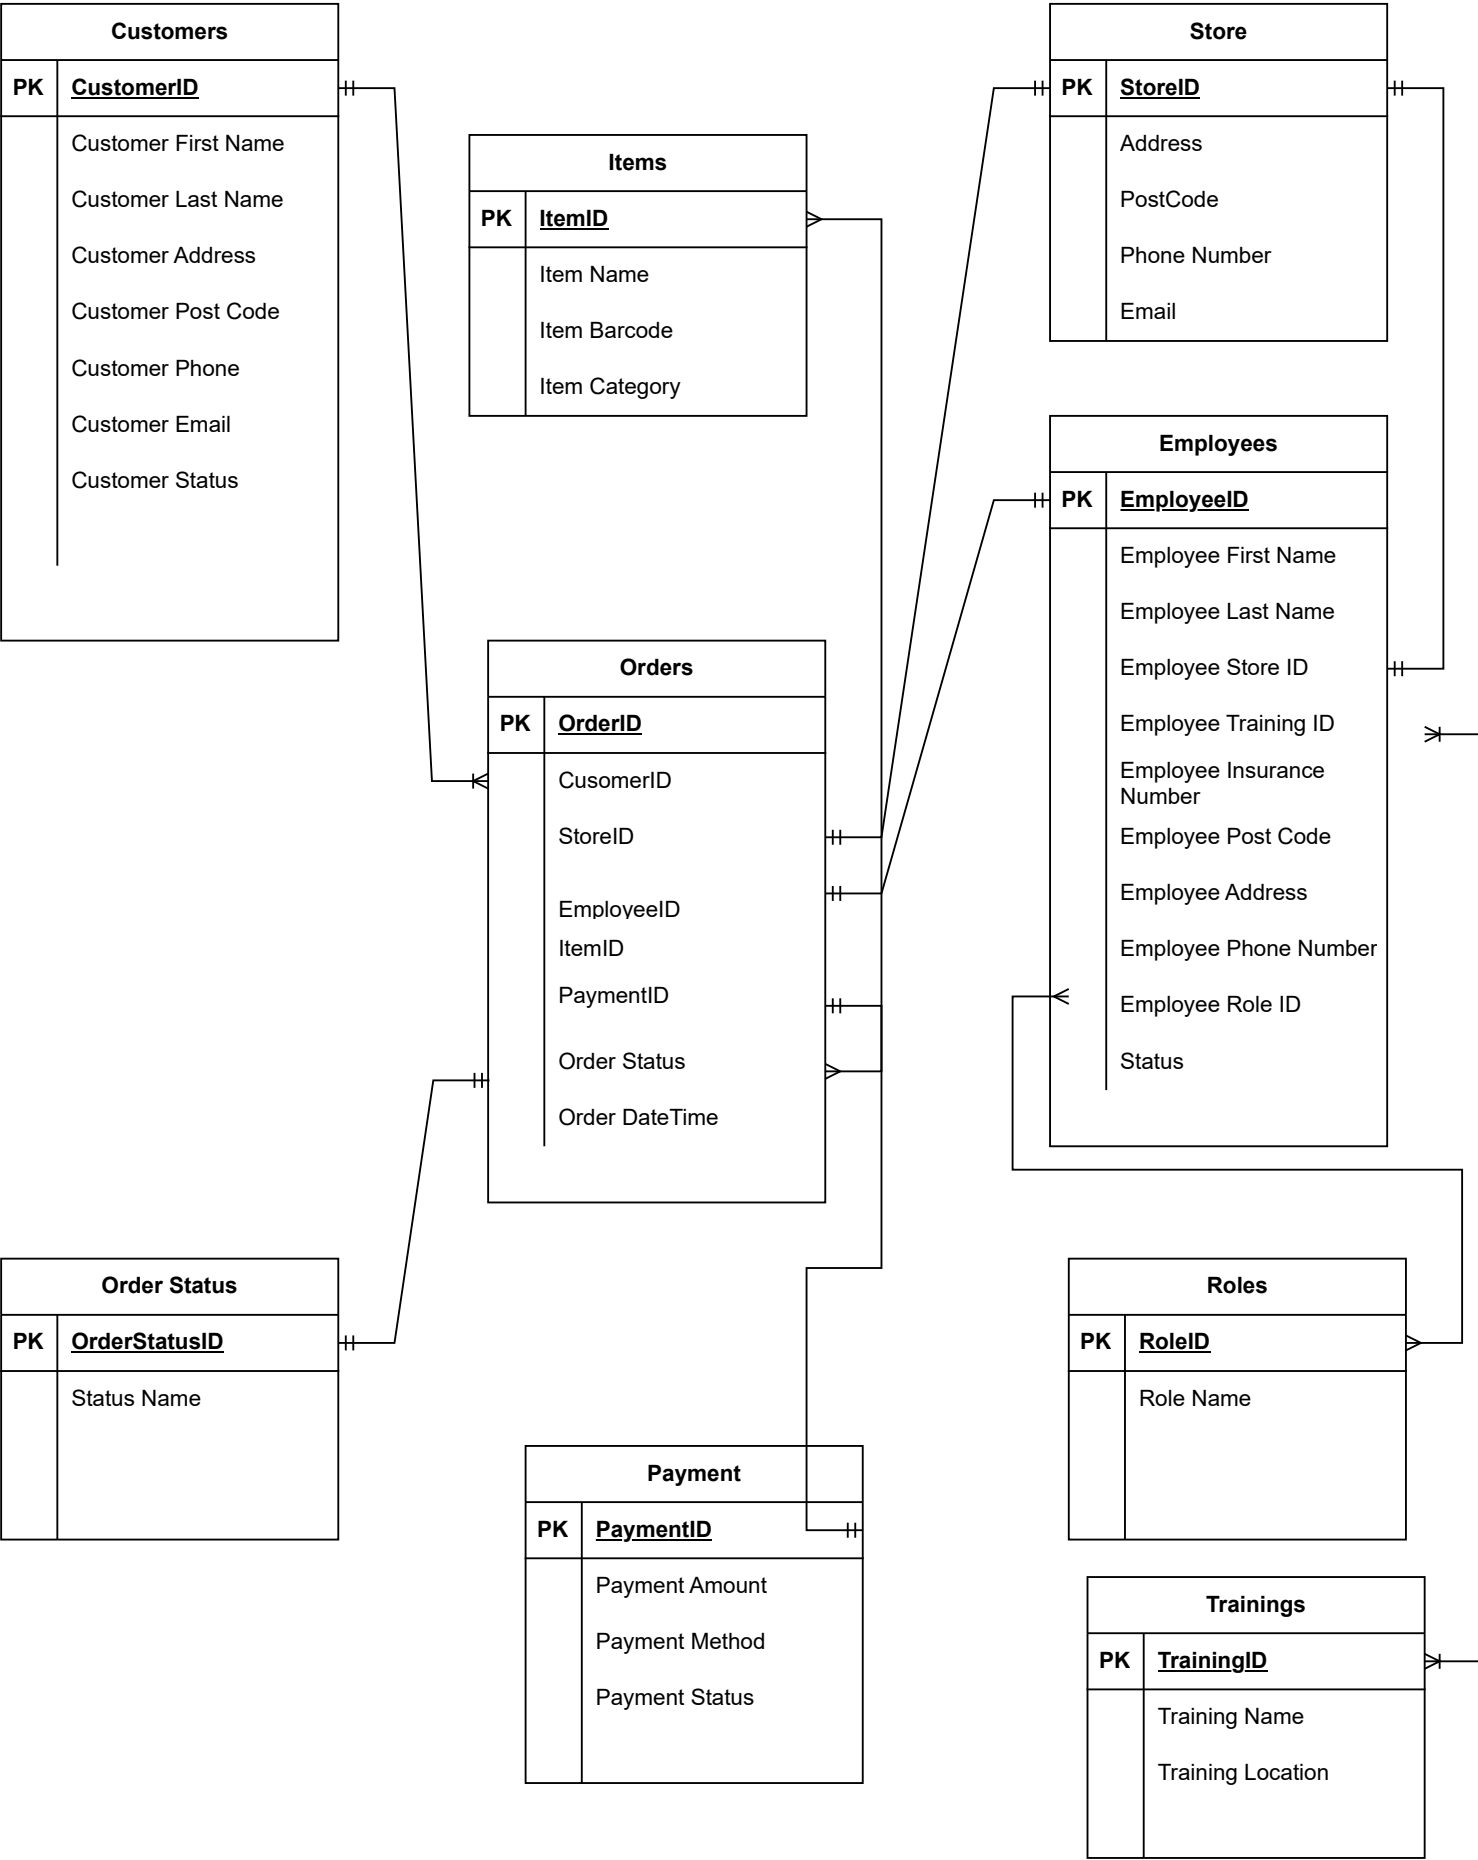 Customers
PK CustomerID
Customer First Name
Customer Last Name
Customer Address
Customer Post Code
Customer Phone
Customer Email
Customer Status
Items
PK ItemID
Item Name
Item Barcode
Item Category
Store
PK StoreID
Address
PostCode
Phone Number
Email
Employees
PK EmployeeID
Employee First Name
Employee Last Name
Employee Store ID
Employee Training ID
Employee Insurance
Number
Employee Post Code
Employee Address
Employee Phone Number
Employee Role ID
Status
Orders
PK OrderID
CusomerID
StoreID
EmployeeID
ItemID
PaymentID
Order Status
Order DateTime
Order Status
PK OrderStatusID
Status Name
Payment
PK PaymentID
Payment Amount
Payment Method
Payment Status
Roles
PK RoleID
Role Name
Trainings
PK TrainingID
Training Name
Training Location